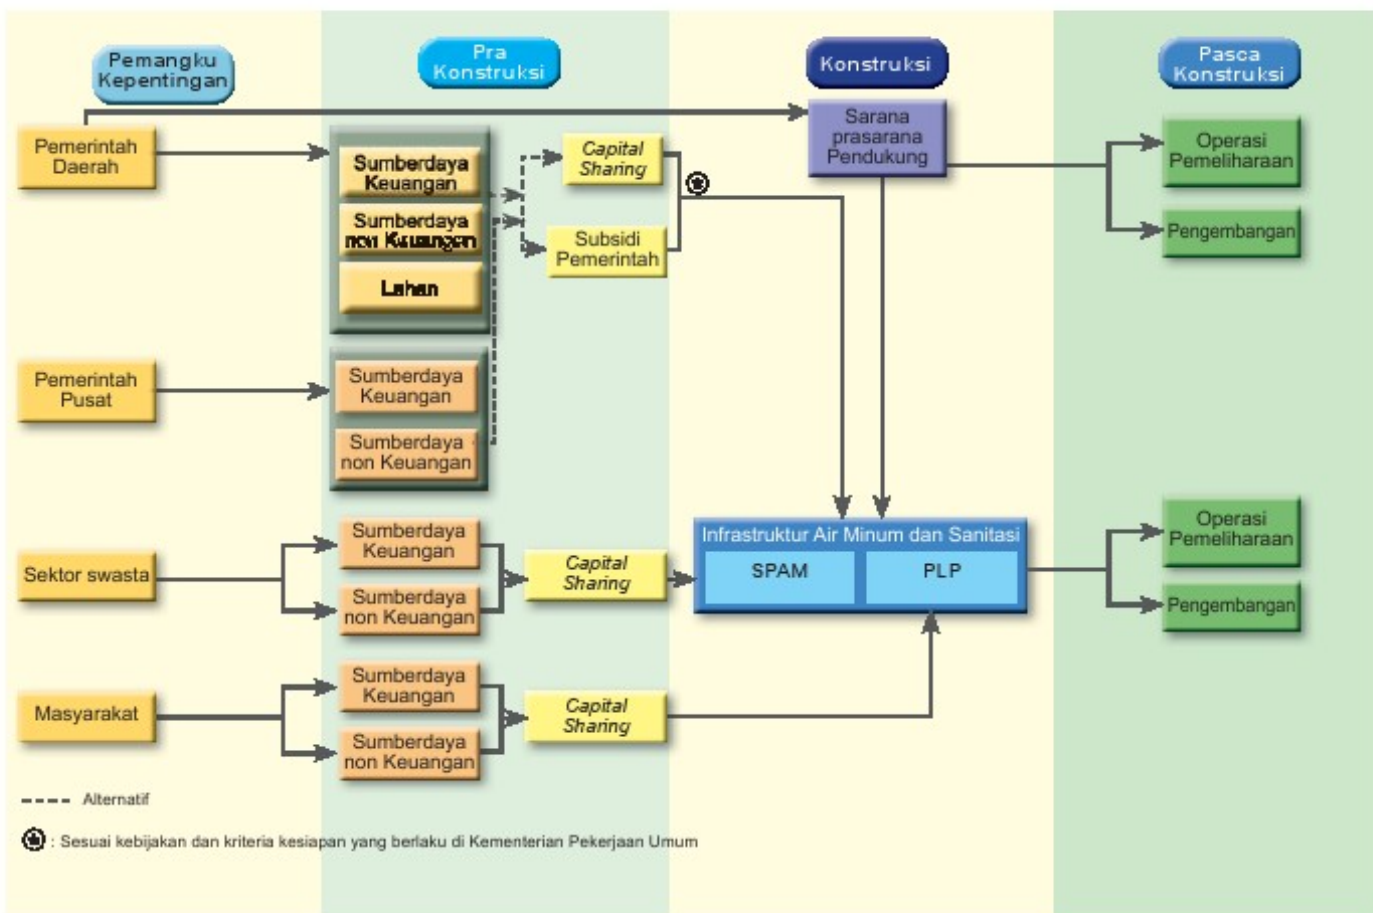 Pemangku
Kepentingan
Pra
Konstruksi
Konstruksi
Pasca
Konstruksi
Pemerintah
Daerah
Sumberdaya
Keuangan
Sumberdaya
non Keuangan
Lahan
Capital
Sharing
Subsidi
Pemerintah
Sarana
prasarana
Pendukung
Operasi
Pemeliharaan
Pengembangan
Pemerintah
Pusat
Sumberdaya
Keuangan
Sumberdaya
non Keuangan
Sektor swasta
Sumberdaya
Keuangan
Sumberdaya
non Keuangan
Capital
Sharing
Infrastruktur Air Minum dan Sanitasi
SPAM
PLP
Operasi
Pemeliharaan
Pengembangan
Masyarakat
Sumberdaya
Keuangan
Sumberdaya
non Keuangan
Capital
Sharing
Alternatif
: Sesuai kebijakan dan kriteria kesiapan yang berlaku di Kementerian Pekerjaan Umum